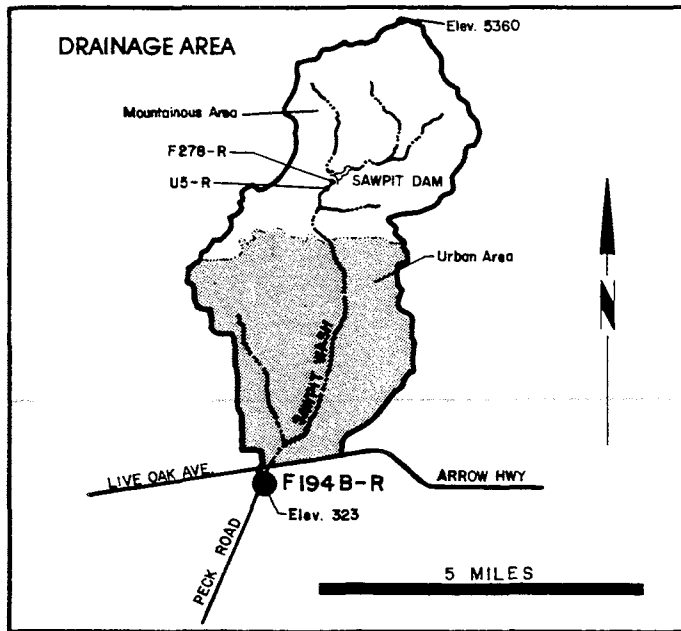 DRAINAGE AREA
Elev. 5360
Mountainous Area
F278-R
U5-R
SAWPIT DAM
Urban Area
SAWPIT WASH
N
LIVE OAK AVE.
ARROW HWY
F194B-R
Elev. 323
PECK ROAD
5 MILES